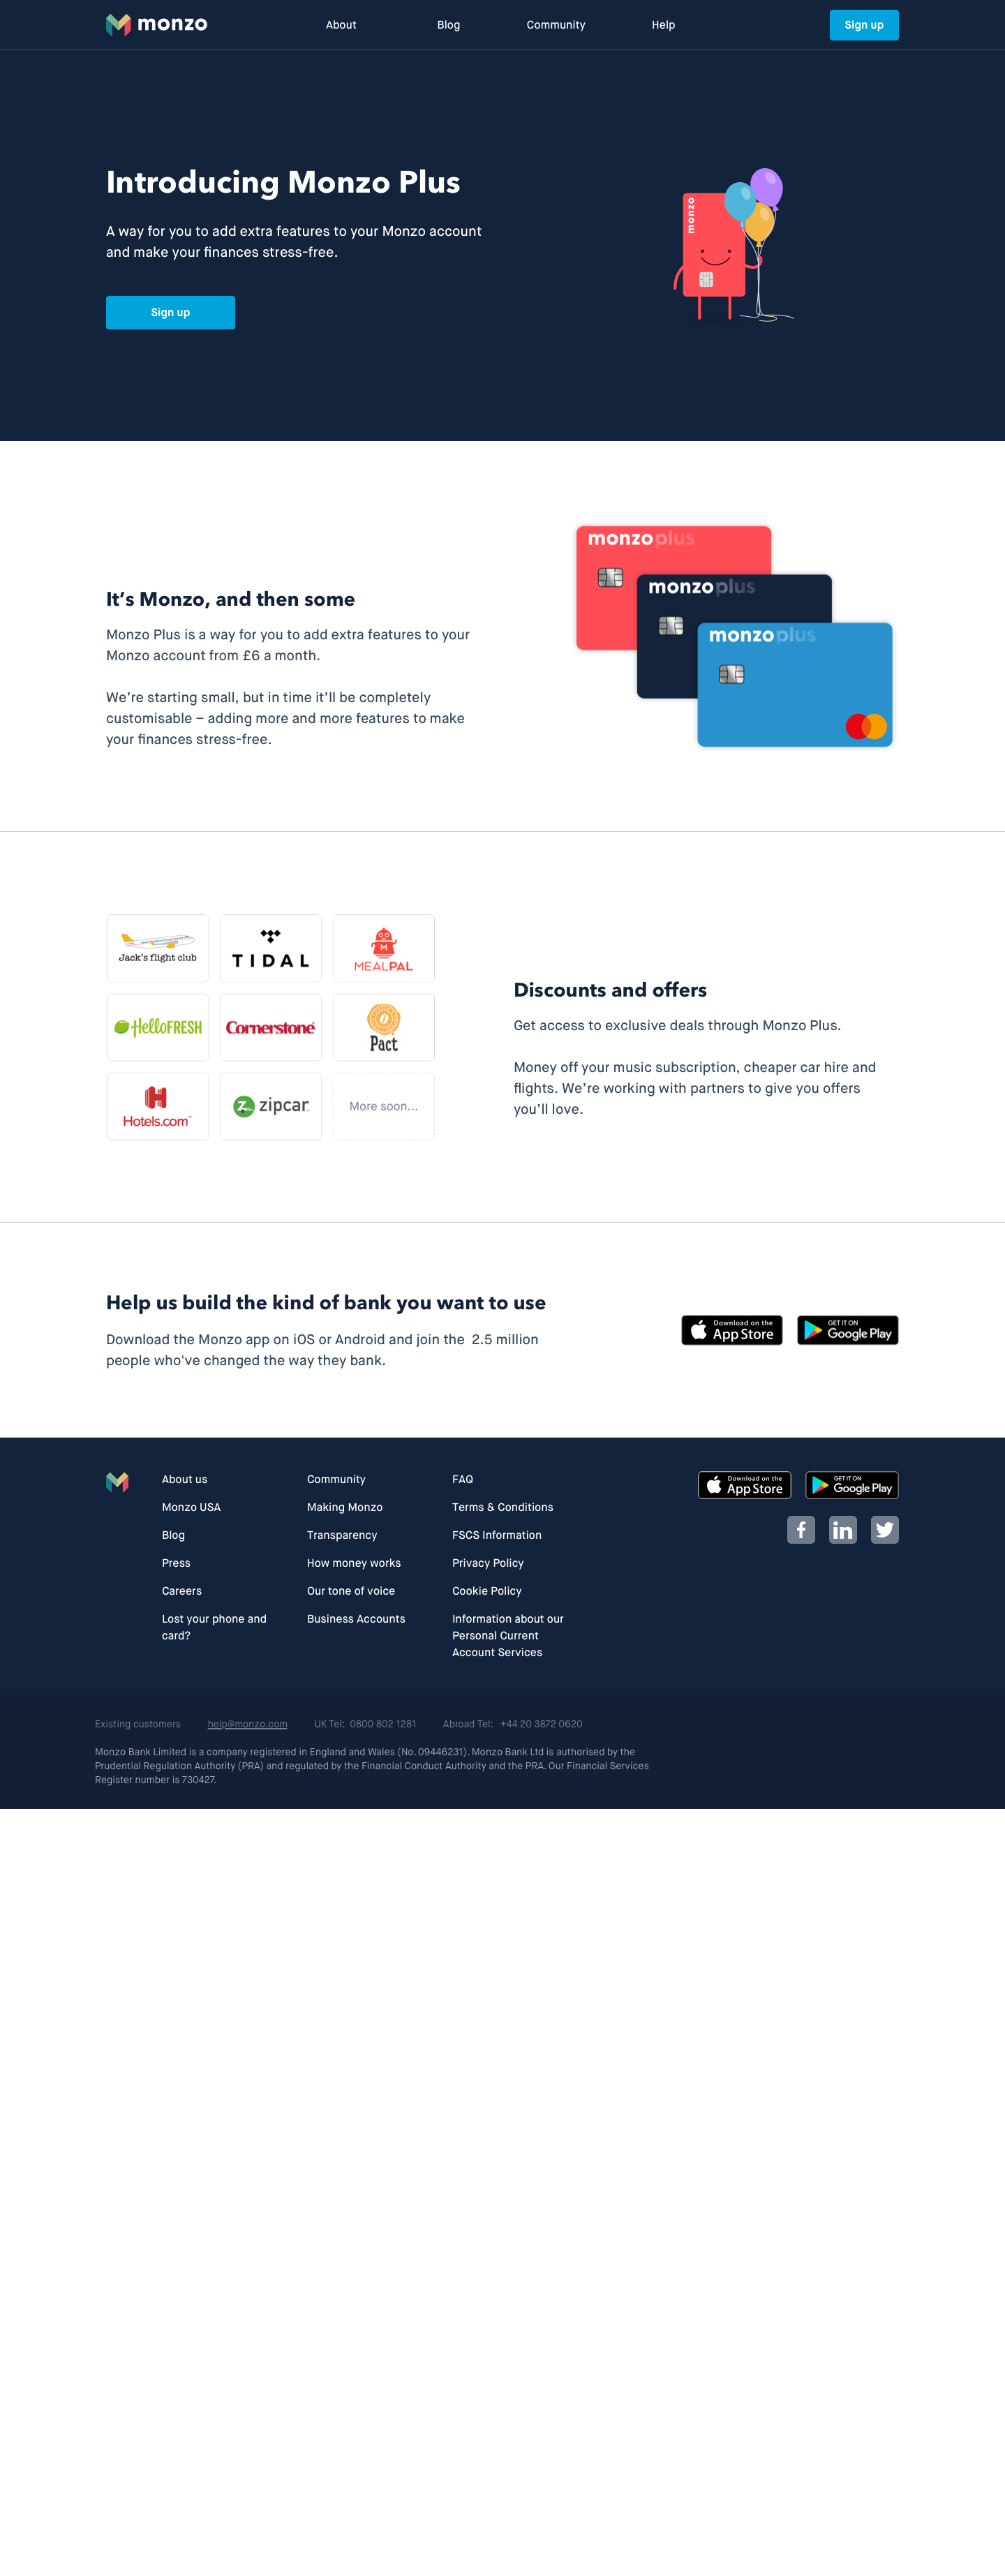 monzo
About
Blog
Community
Help
Sign up
Introducing Monzo Plus
A way for you to add extra features to your Monzo account
and make your finances stress-free.
Sign up
monzo
monzoplus
monzoplus
monzoplus
It’s Monzo, and then some
Monzo Plus is a way for you to add extra features to your
Monzo account from £6 a month.
We’re starting small, but in time it’ll be completely
customisable – adding more and more features to make
your finances stress-free.
Jack's flight club
TIDAL
M
MEALPAL
HelloFRESH
Cornerstone
Pact
Hotels.com™
Z zipcar.
More soon...
Discounts and offers
Get access to exclusive deals through Monzo Plus.
Money off your music subscription, cheaper car hire and
flights. We’re working with partners to give you offers
you’ll love.
Help us build the kind of bank you want to use
Download the Monzo app on iOS or Android and join the  2.5 million
people who've changed the way they bank.
Download on the
App Store
GET IT ON
Google Play
About us
Monzo USA
Blog
Press
Careers
Lost your phone and
card?
Community
Making Monzo
Transparency
How money works
Our tone of voice
Business Accounts
FAQ
Terms & Conditions
FSCS Information
Privacy Policy
Cookie Policy
Information about our
Personal Current
Account Services
Download on the
App Store
GET IT ON
Google Play
f
in
Existing customers
help@monzo.com
UK Tel:  0800 802 1281
Abroad Tel:  +44 20 3872 0620
Monzo Bank Limited is a company registered in England and Wales (No. 09446231). Monzo Bank Ltd is authorised by the
Prudential Regulation Authority (PRA) and regulated by the Financial Conduct Authority and the PRA. Our Financial Services
Register number is 730427.